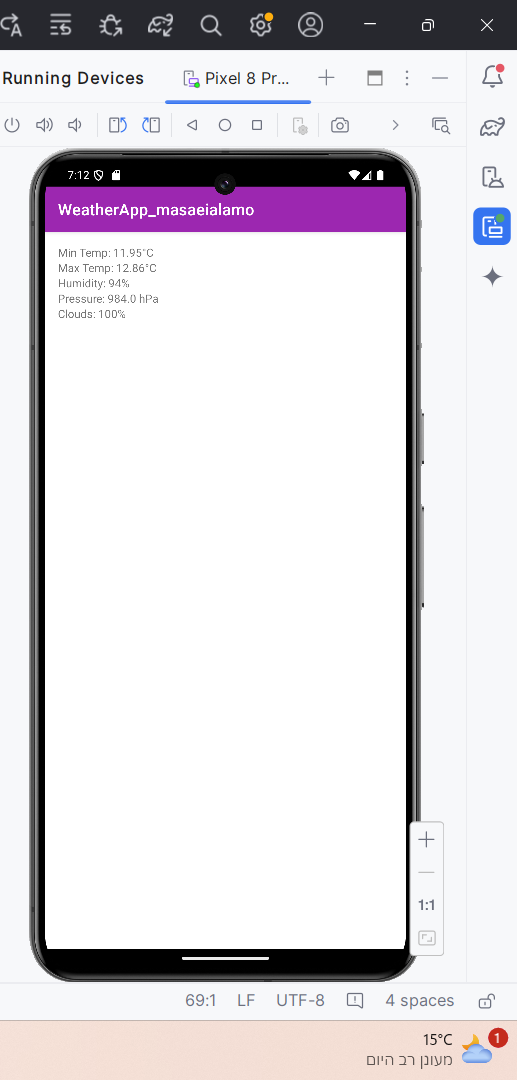 Running Devices
Pixel 8 Pr...
7:12
WeatherApp_masaeialamo
Min Temp: 11.95°C
Max Temp: 12.86°C
Humidity: 94%
Pressure: 984.0 hPa
Clouds: 100%
1:1
69:1 LF UTF-8 4 spaces
15°C
1
מעונן רב היום